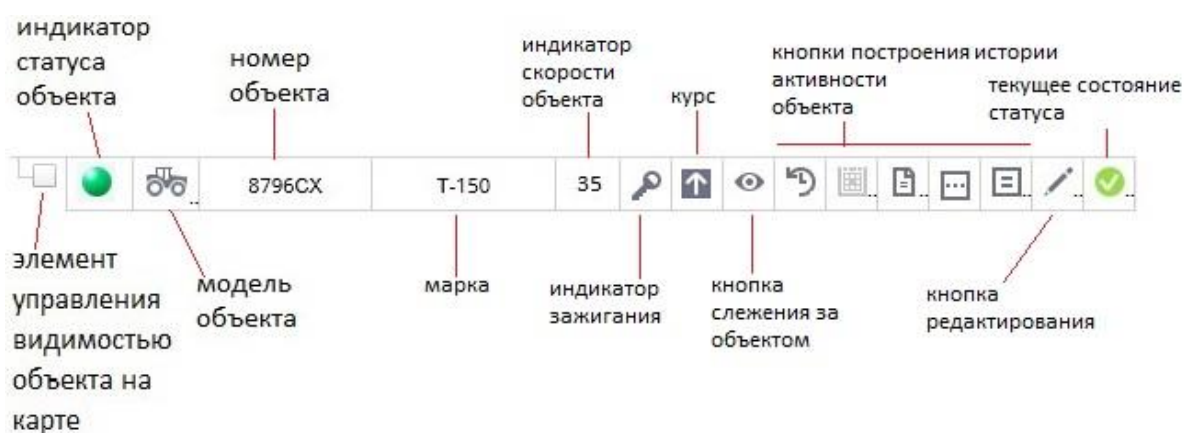 индикатор
статуса
объекта
номер
объекта
индикатор
скорости
объекта
курс
кнопки построения истории
активности
объекта
текущее состояние
статуса
8796СХ
Т-150
35
элемент
управления
видимостью
объекта на
карте
модель
объекта
марка
индикатор
зажигания
кнопка
слежения за
объектом
кнопка
редактирования